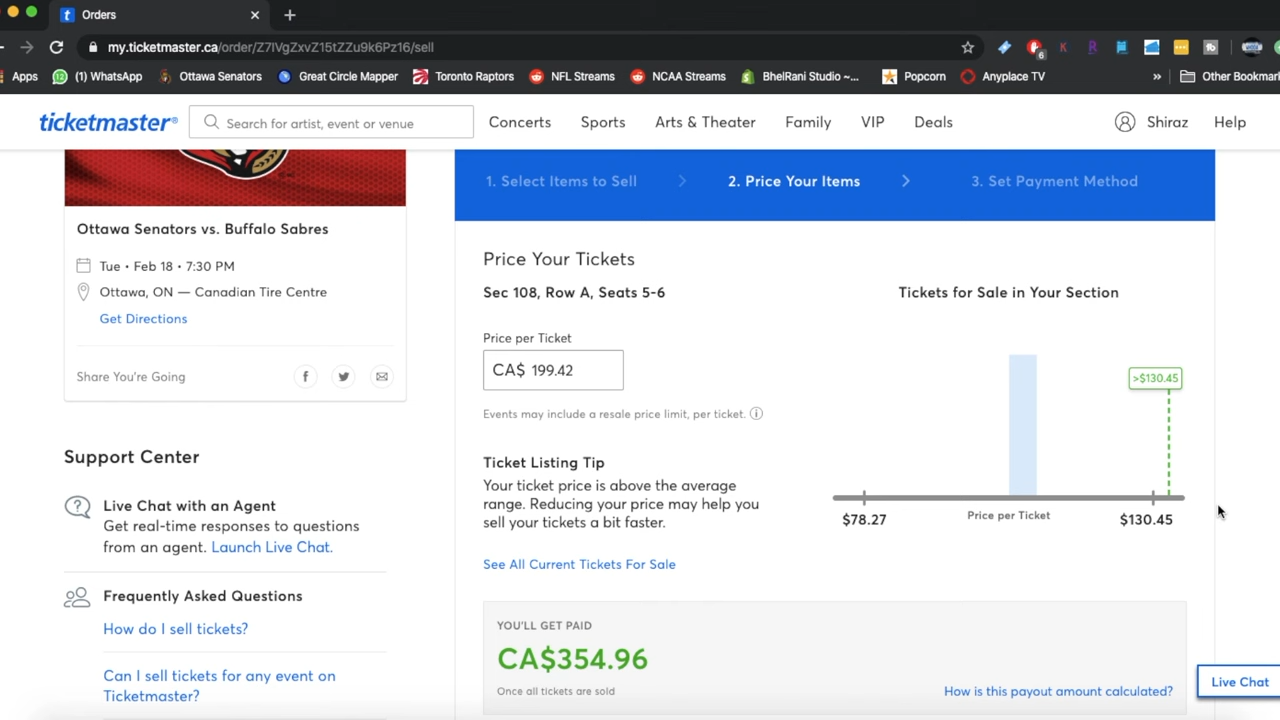 Orders
my.ticketmaster.ca/order/Z7IVgZxvZ15tZZu9k6Pz16/sell
6
K
R
Apps
(1) WhatsApp
Ottawa Senators
Great Circle Mapper
Toronto Raptors
NFL Streams
NCAA Streams
BhelRani Studio ~...
Popcorn
Anyplace TV
»
Other Bookmar
ticketmaster®
Search for artist, event or venue
Concerts
Sports
Arts & Theater
Family
VIP
Deals
Shiraz
Help
Ottawa Senators vs. Buffalo Sabres
Tue • Feb 18 • 7:30 PM
Ottawa, ON — Canadian Tire Centre
Get Directions
Share You're Going
Support Center
Live Chat with an Agent
Get real-time responses to questions
from an agent. Launch Live Chat.
Frequently Asked Questions
How do I sell tickets?
Can I sell tickets for any event on
Ticketmaster?
1. Select Items to Sell
2. Price Your Items
3. Set Payment Method
Price Your Tickets
Sec 108, Row A, Seats 5-6
Price per Ticket
CA$ 199.42
Events may include a resale price limit, per ticket.
Ticket Listing Tip
Your ticket price is above the average
range. Reducing your price may help you
sell your tickets a bit faster.
See All Current Tickets For Sale
Tickets for Sale in Your Section
>$130.45
$78.27
Price per Ticket
$130.45
YOU'LL GET PAID
CA$354.96
Once all tickets are sold
How is this payout amount calculated?
Live Chat